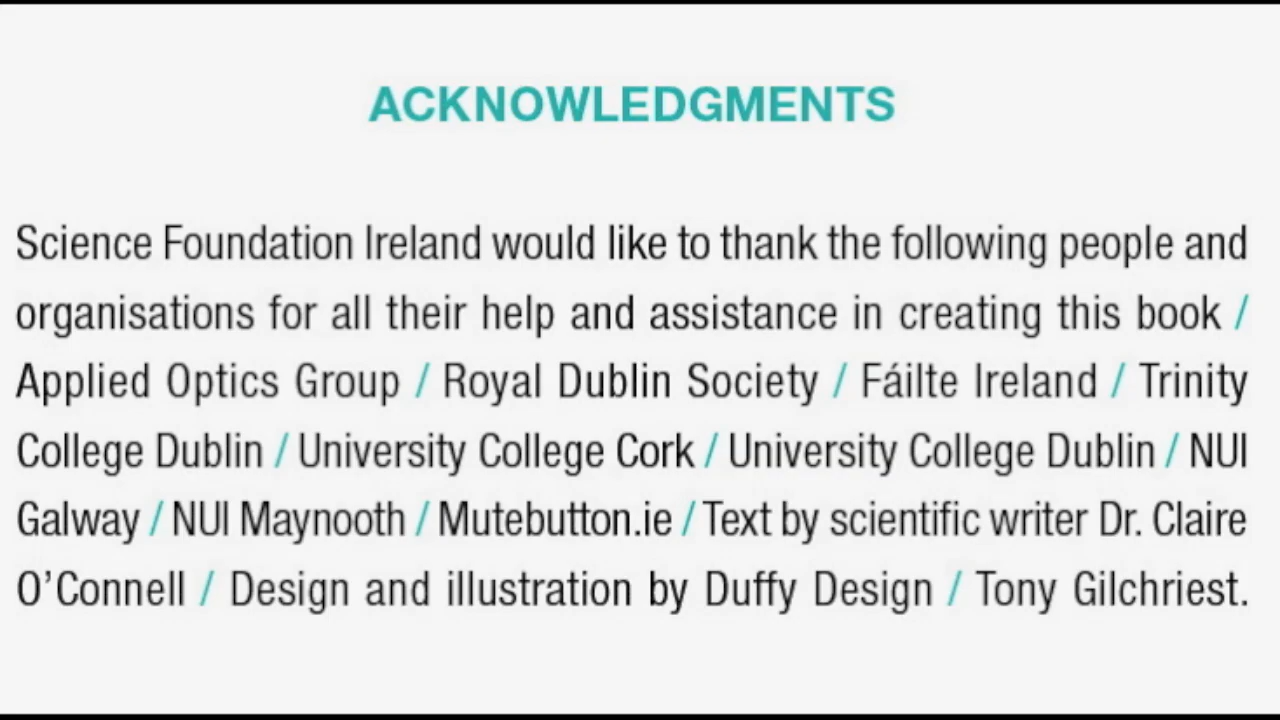 ACKNOWLEDGMENTS
Science Foundation Ireland would like to thank the following people and
organisations for all their help and assistance in creating this book /
Applied Optics Group / Royal Dublin Society / Fáilte Ireland / Trinity
College Dublin / University College Cork / University College Dublin / NUI
Galway / NUI Maynooth / Mutebutton.ie / Text by scientific writer Dr. Claire
O’Connell / Design and illustration by Duffy Design / Tony Gilchriest.